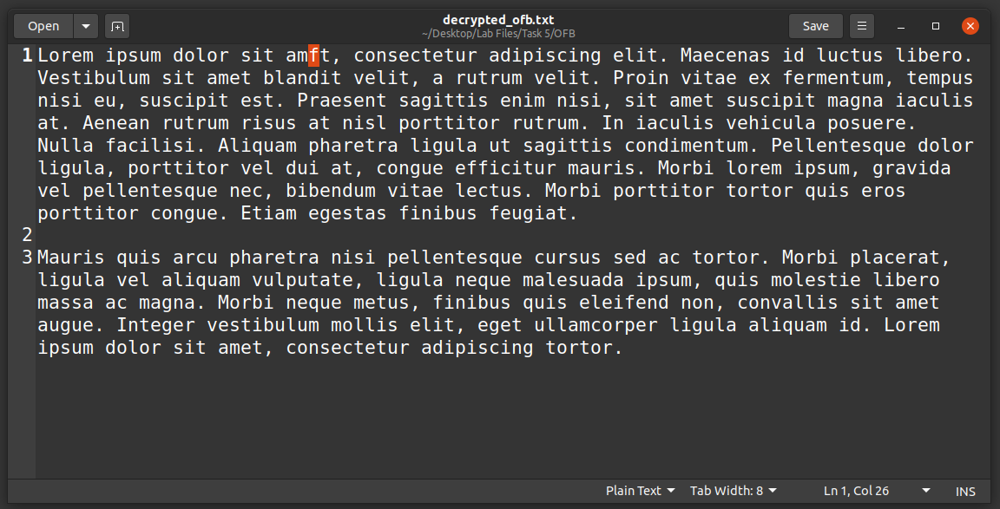 Open
decrypted_ofb.txt
~/Desktop/Lab Files/Task 5/OFB
Save
1 Lorem ipsum dolor sit amft, consectetur adipiscing elit. Maecenas id luctus libero.
Vestibulum sit amet blandit velit, a rutrum velit. Proin vitae ex fermentum, tempus
nisi eu, suscipit est. Praesent sagittis enim nisi, sit amet suscipit magna iaculis
at. Aenean rutrum risus at nisl porttitor rutrum. In iaculis vehicula posuere.
Nulla facilisi. Aliquam pharetra ligula ut sagittis condimentum. Pellentesque dolor
ligula, porttitor vel dui at, congue efficitur mauris. Morbi lorem ipsum, gravida
vel pellentesque nec, bibendum vitae lectus. Morbi porttitor tortor quis eros
porttitor congue. Etiam egestas finibus feugiat.
2
3 Mauris quis arcu pharetra nisi pellentesque cursus sed ac tortor. Morbi placerat,
ligula vel aliquam vulputate, ligula neque malesuada ipsum, quis molestie libero
massa ac magna. Morbi neque metus, finibus quis eleifend non, convallis sit amet
augue. Integer vestibulum mollis elit, eget ullamcorper ligula aliquam id. Lorem
ipsum dolor sit amet, consectetur adipiscing tortor.
Plain Text Tab Width: 8 Ln 1, Col 26 INS